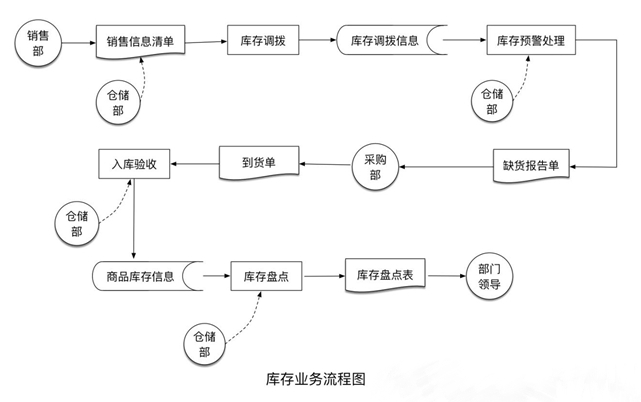 销售
部
销售信息清单
库存调拨
库存调拨信息
库存预警处理
仓储
部
仓储
部
入库验收
到货单
采购
部
缺货报告单
仓储
部
商品库存信息
库存盘点
库存盘点表
部门
领导
仓储
部
库存业务流程图